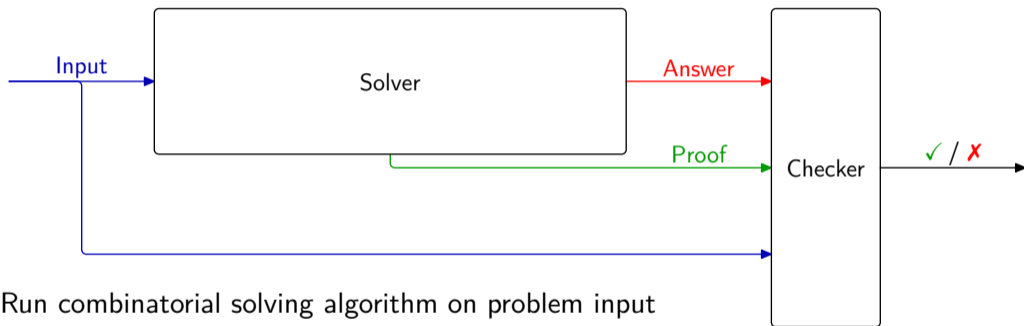 Input
Solver
Answer
Proof
Checker
✓ / ✗
Run combinatorial solving algorithm on problem input